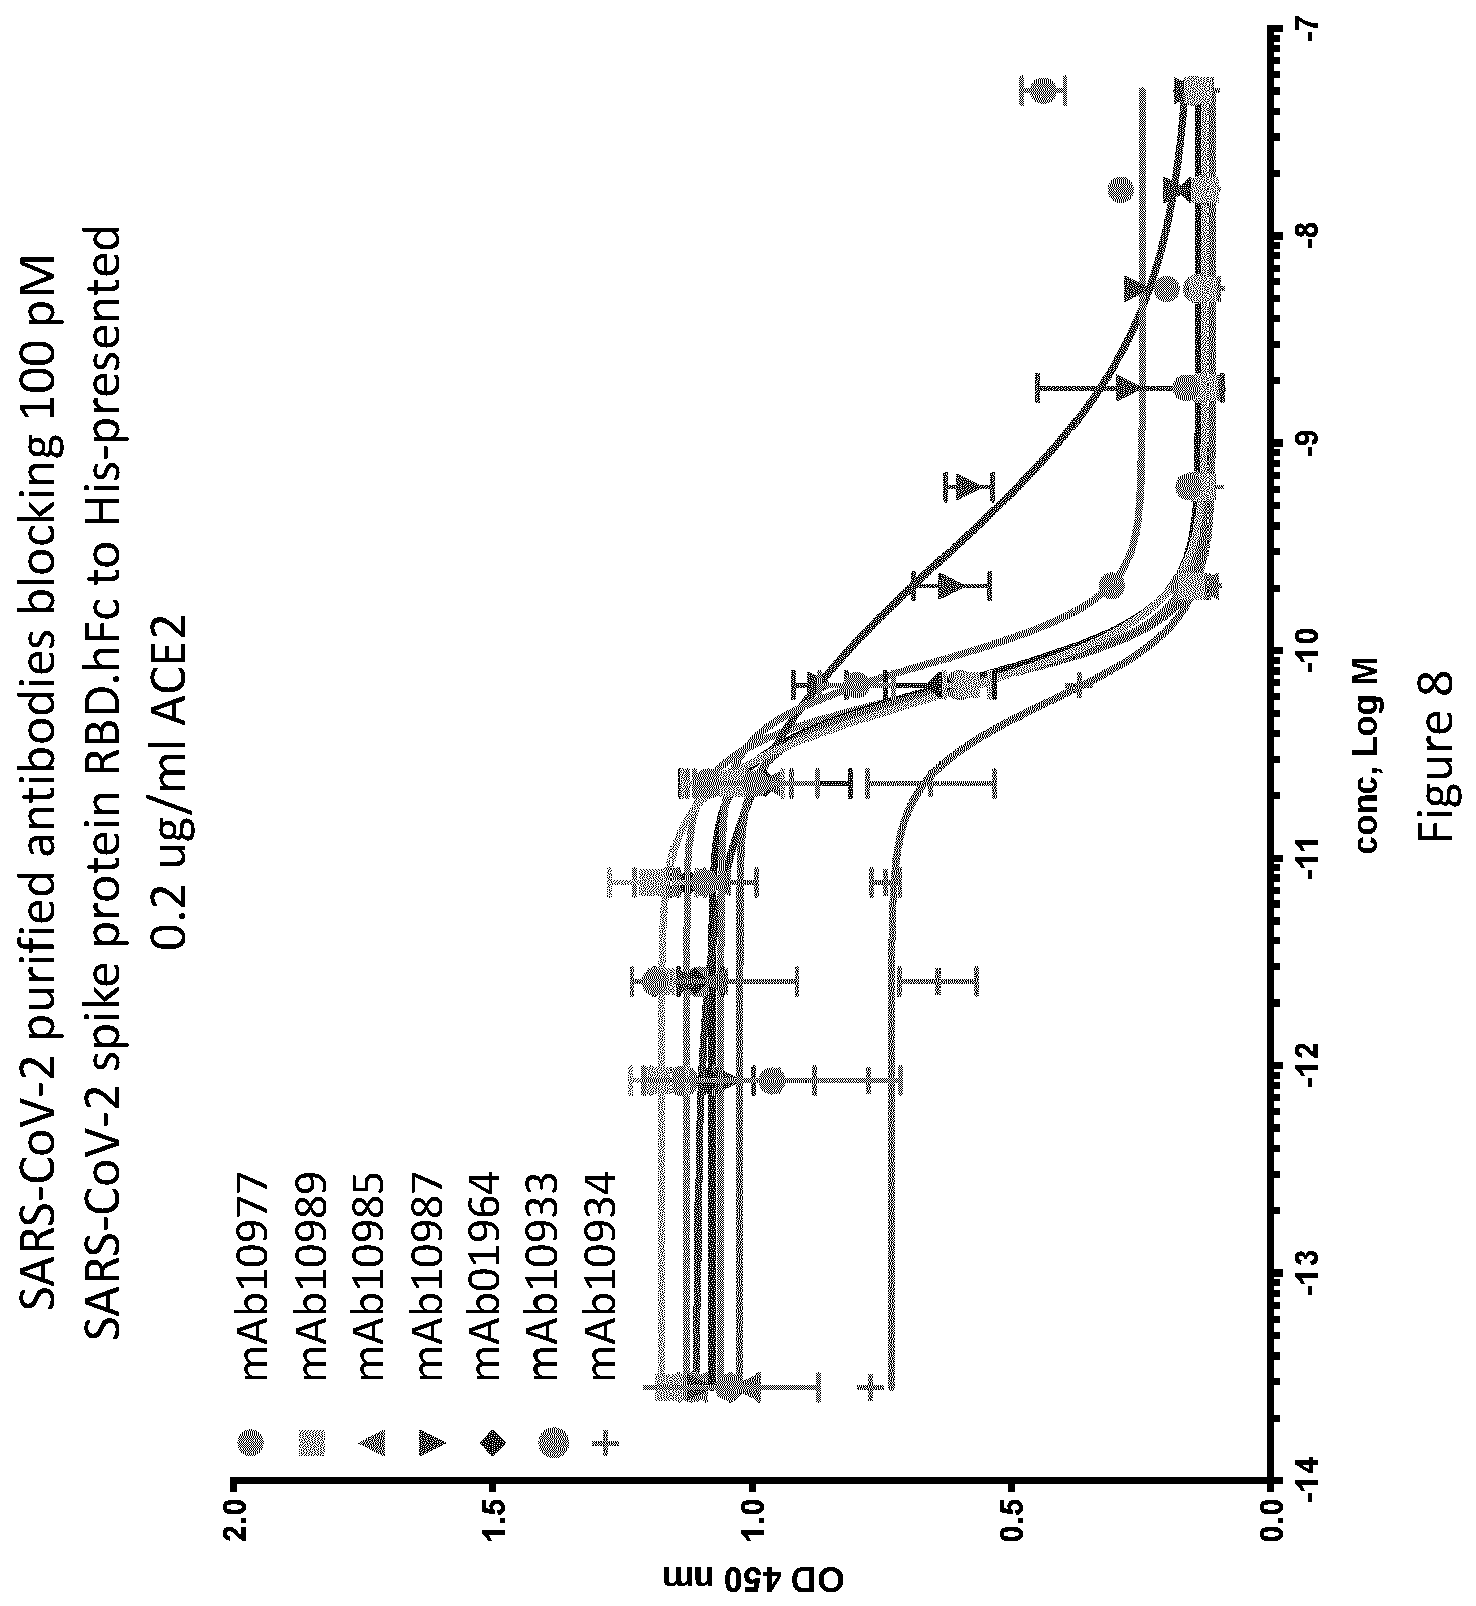 SARS-CoV-2 purified antibodies blocking 100 pM
SARS-CoV-2 spike protein RBD.hFc to His-presented
0.2 ug/ml ACE2
mAb10977
mAb10989
mAb10985
mAb10987
mAb01964
mAb10933
mAb10934
2.0
1.5
1.0
0.5
0.0
OD 450 nm
-14
-13
-12
-11
-10
-9
-8
-7
conc, Log M
Figure 8